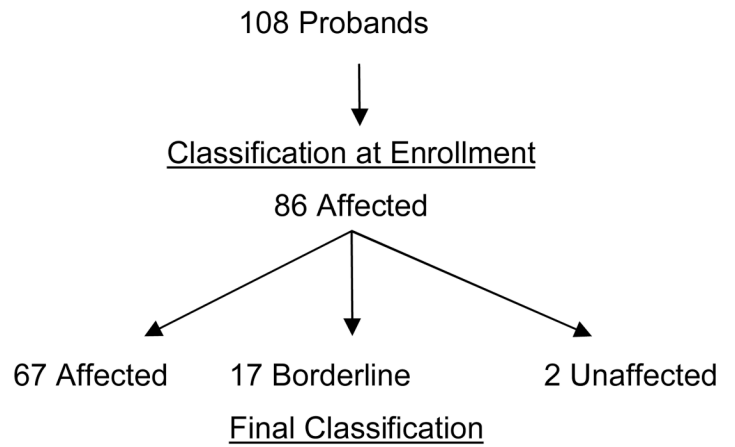 108 Probands
Classification at Enrollment
86 Affected
67 Affected 17 Borderline 2 Unaffected
Final Classification